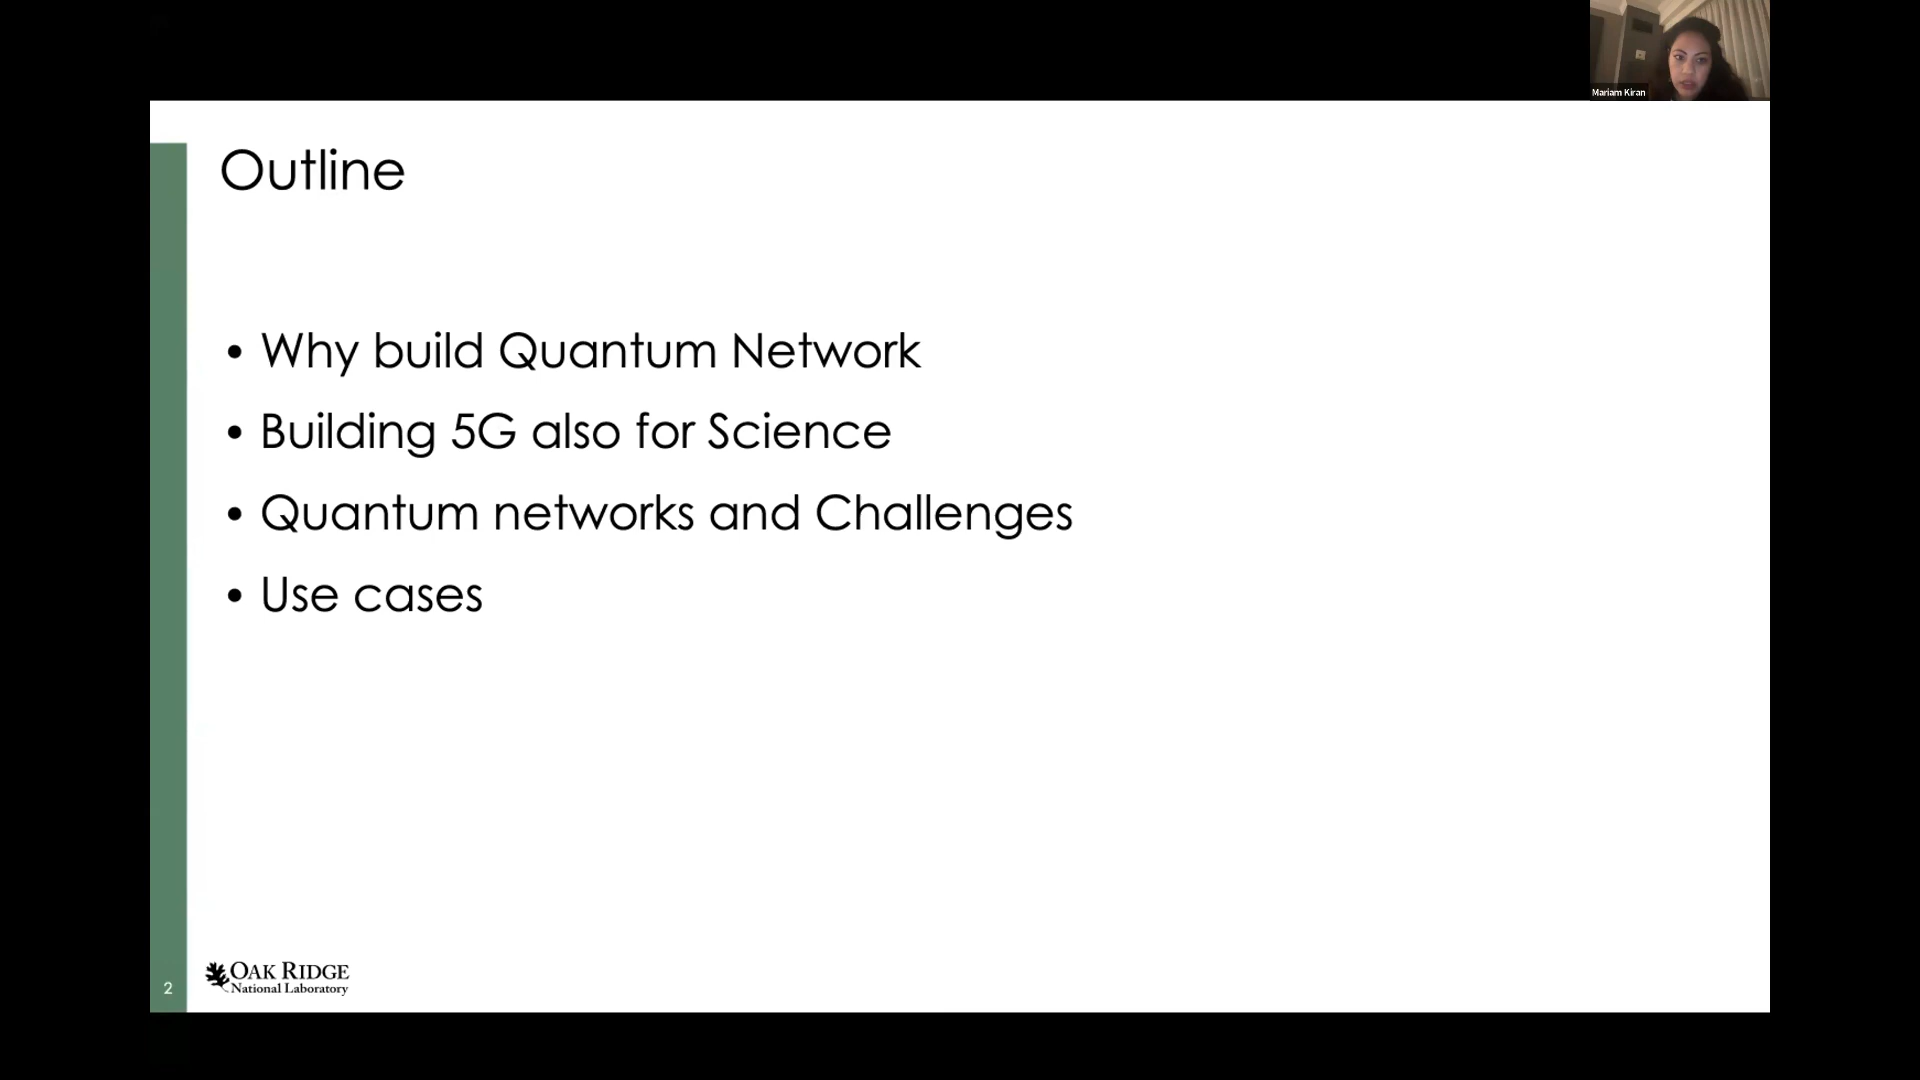 Mariam Kiran
Outline
• Why build Quantum Network
• Building 5G also for Science
• Quantum networks and Challenges
• Use cases
2
OAK RIDGE
National Laboratory